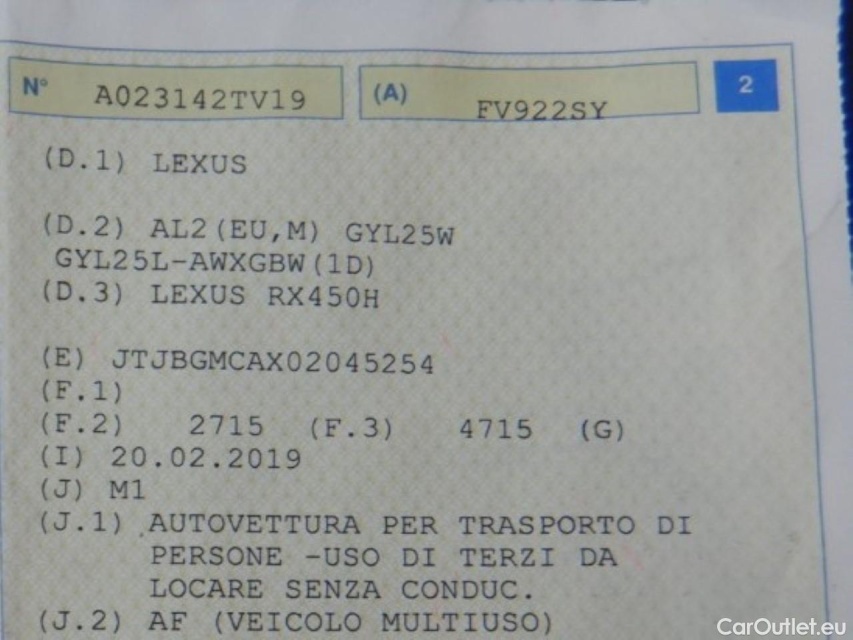 N° A023142TV19 (A) FV922SY 2
(D.1) LEXUS
(D.2) AL2(EU,M) GYL25W
GYL25L-AWXGBW(1D)
(D.3) LEXUS RX450H
(E) JTJBGMCAX02045254
(F.1)
(F.2) 2715 (F.3) 4715 (G)
(I) 20.02.2019
(J) M1
(J.1) AUTOVETTURA PER TRASPORTO DI
PERSONE -USO DI TERZI DA
LOCARE SENZA CONDUC.
(J.2) AF (VEICOLO MULTIUSO)
CarOutlet.eu